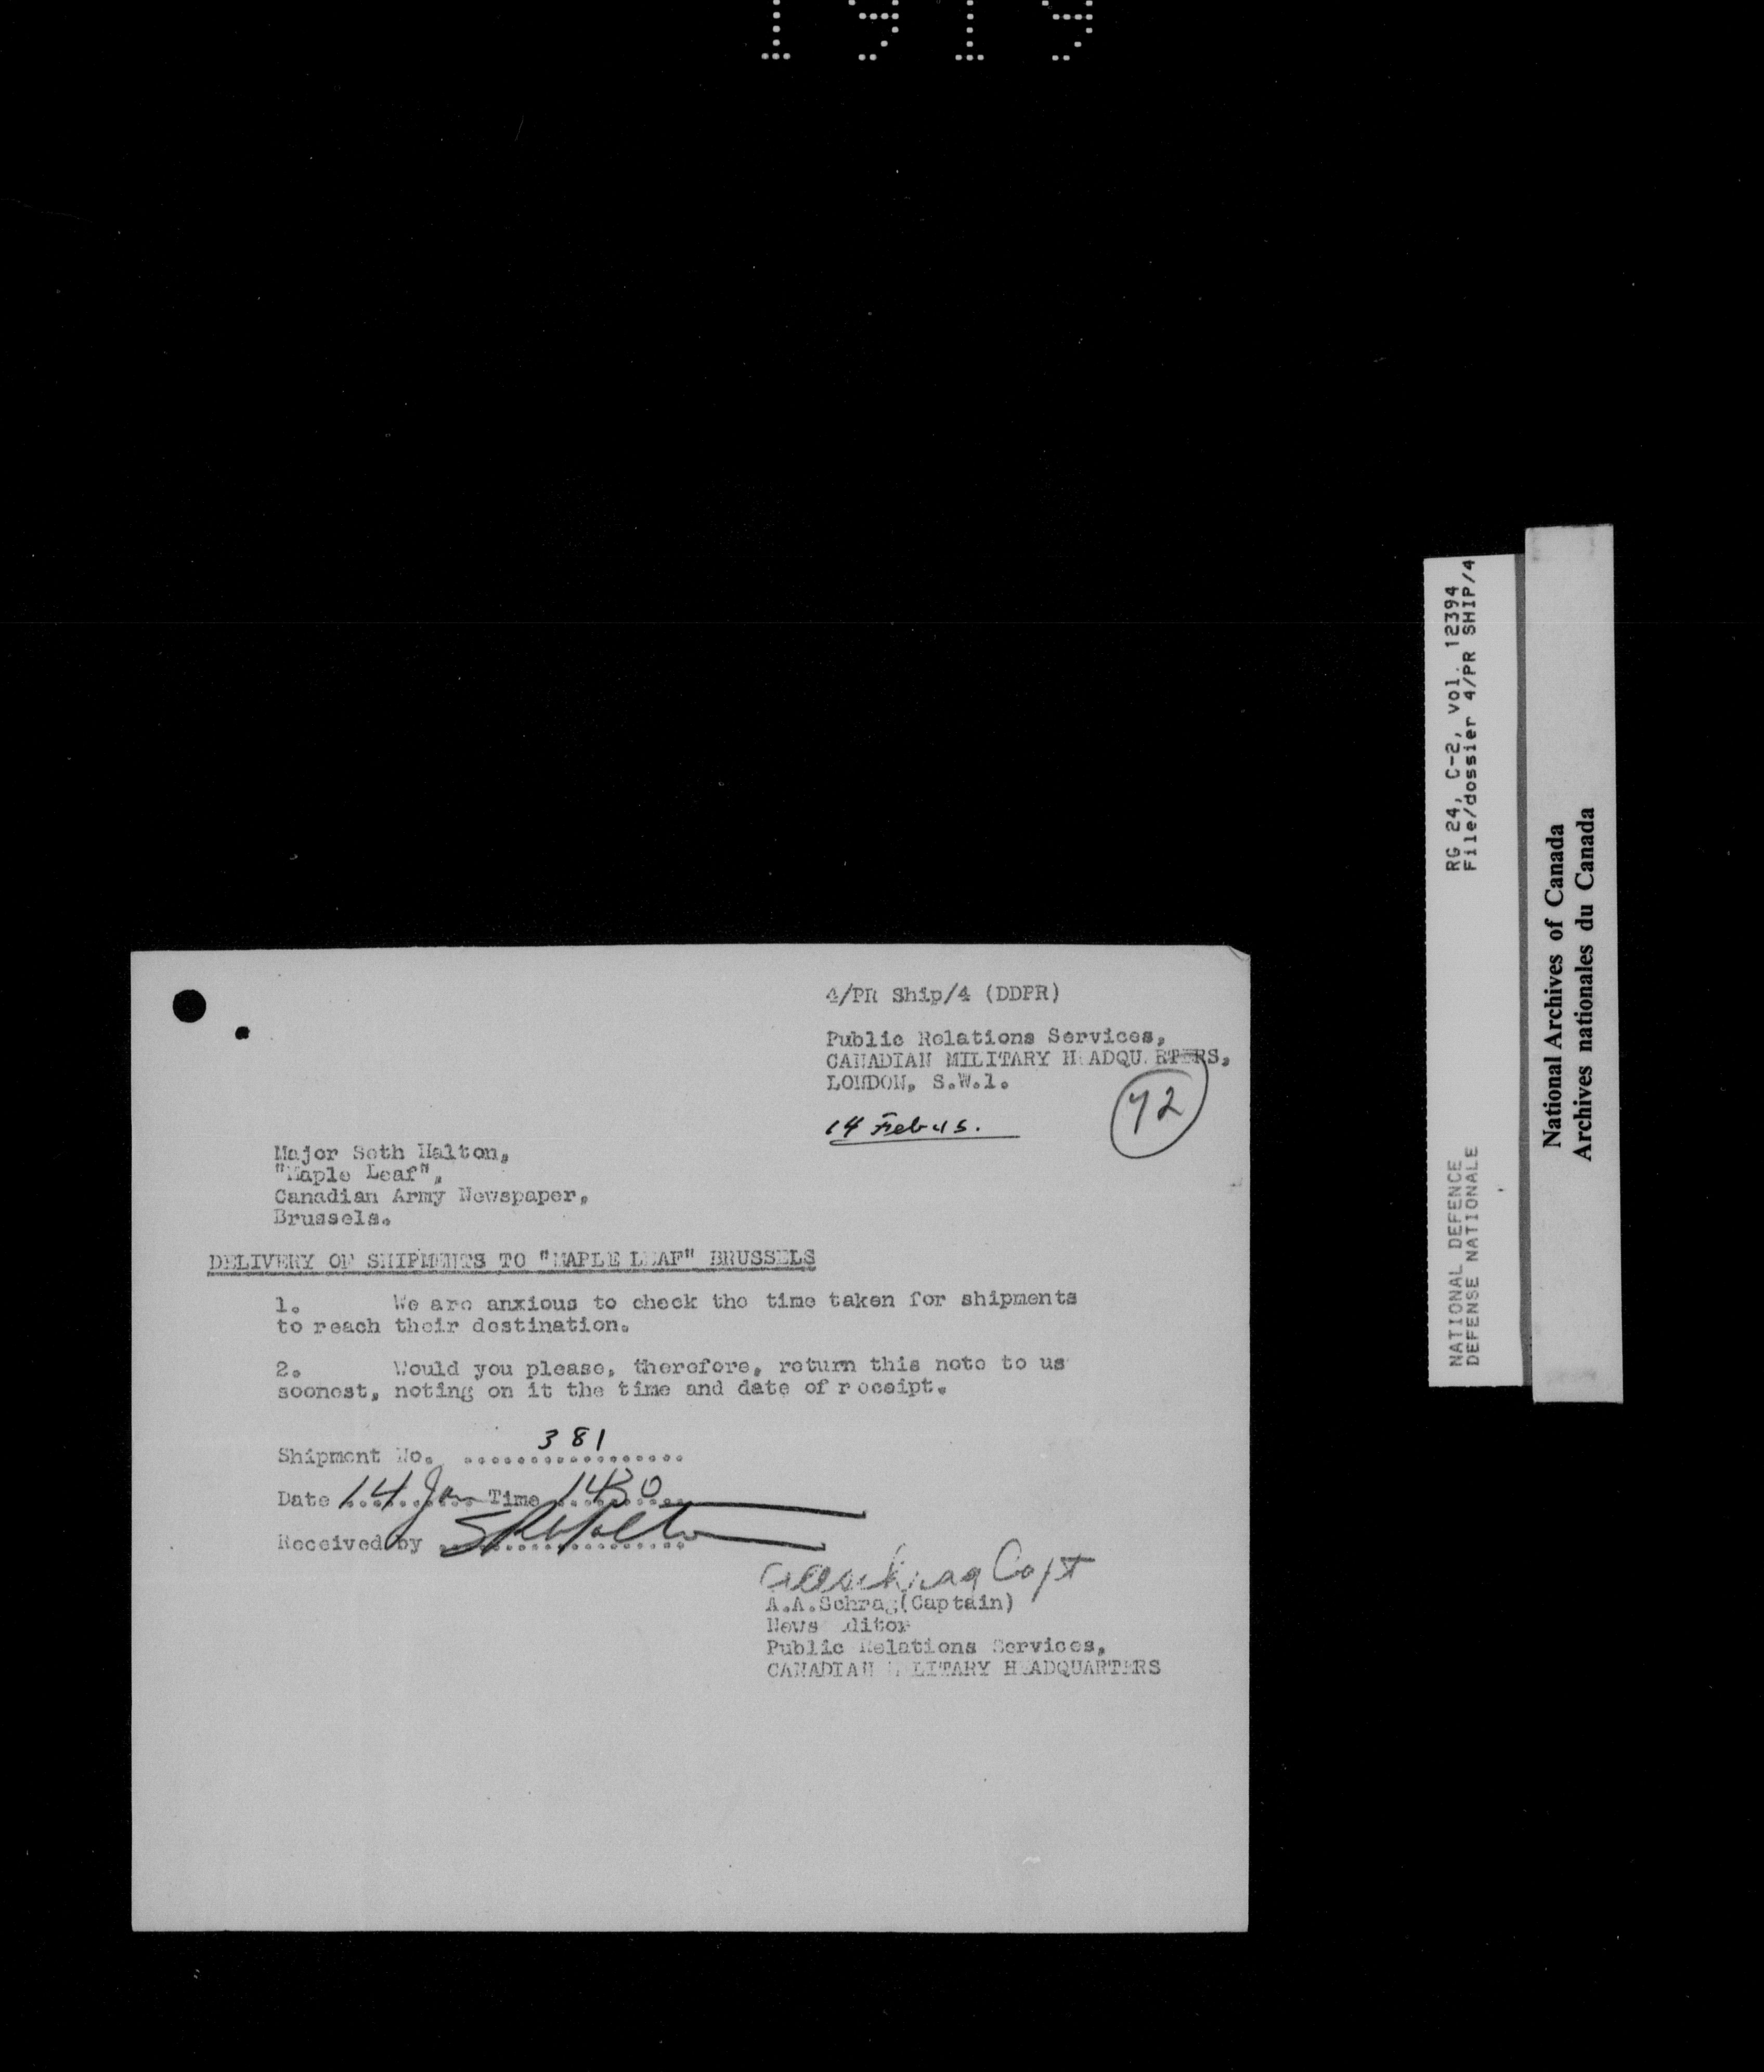 1919
4/PR Ship/4 (DDPR)
Public Relations Services,
CANADIAN MILITARY HEADQUARTERS,
LONDON, S.W.1.
14 Feb 45.
72
Major Seth Halton,
"Maple Leaf",
Canadian Army Newspaper,
Brussels.
DELIVERY OF SHIPMENTS TO "MAPLE LEAF" BRUSSELS
1. We are anxious to check the time taken for shipments
to reach their destination.
2. Would you please, therefore, return this note to us
soonest, noting on it the time and date of receipt.
Shipment No. 381
Date 14 Jan Time 1430
Received by
AASchrag Capt
A.A.Schrag(Captain)
News Editor
Public Relations Services,
CANADIAN MILITARY HEADQUARTERS
RG 24, C-2, vol. 12394
File/dossier 4/PR SHIP/4
NATIONAL DEFENCE
DEFENSE NATIONALE
National Archives of Canada
Archives nationales du Canada